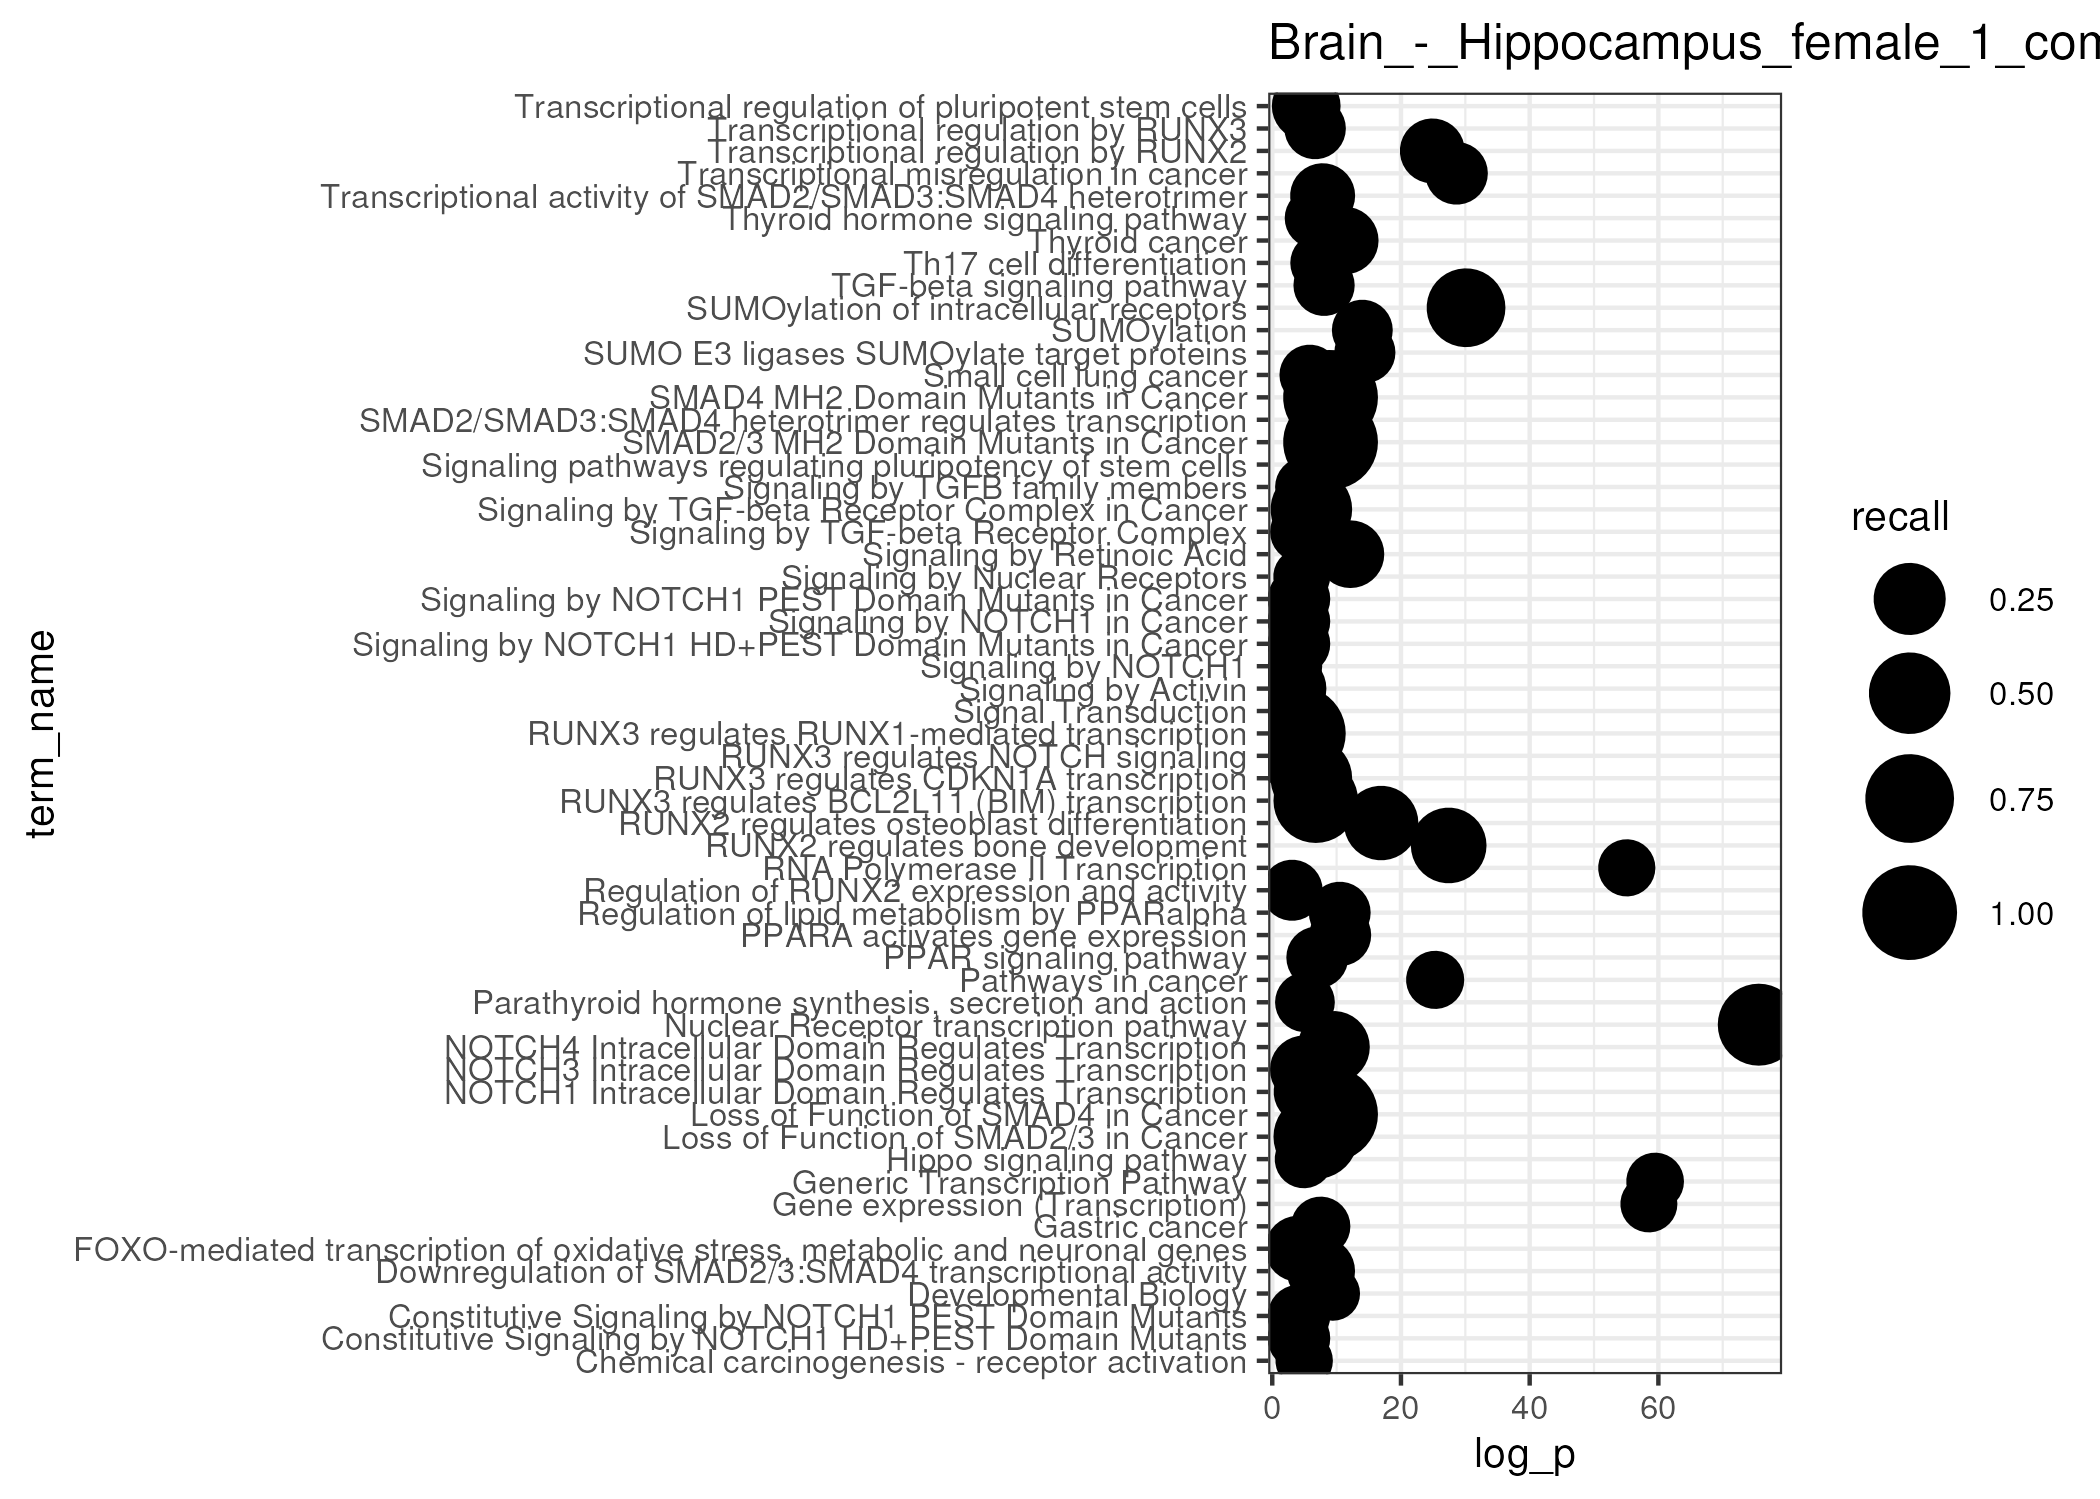 Brain_-_Hippocampus_female_1_con
Transcriptional regulation of pluripotent stem cells
Transcriptional regulation by RUNX3
Transcriptional regulation by RUNX2
Transcriptional misregulation in cancer
Transcriptional activity of SMAD2/SMAD3:SMAD4 heterotrimer
Thyroid hormone signaling pathway
Thyroid cancer
Th17 cell differentiation
TGF-beta signaling pathway
SUMOylation of intracellular receptors
SUMOylation
SUMO E3 ligases SUMOylate target proteins
Small cell lung cancer
SMAD4 MH2 Domain Mutants in Cancer
SMAD2/SMAD3:SMAD4 heterotrimer regulates transcription
SMAD2/3 MH2 Domain Mutants in Cancer
Signaling pathways regulating pluripotency of stem cells
Signaling by TGFB family members
Signaling by TGF-beta Receptor Complex in Cancer
Signaling by TGF-beta Receptor Complex
Signaling by Retinoic Acid
Signaling by Nuclear Receptors
Signaling by NOTCH1 PEST Domain Mutants in Cancer
Signaling by NOTCH1 in Cancer
Signaling by NOTCH1 HD+PEST Domain Mutants in Cancer
Signaling by NOTCH1
Signaling by Activin
Signal Transduction
RUNX3 regulates RUNX1-mediated transcription
RUNX3 regulates NOTCH signaling
RUNX3 regulates CDKN1A transcription
RUNX3 regulates BCL2L11 (BIM) transcription
RUNX2 regulates osteoblast differentiation
RUNX2 regulates bone development
RNA Polymerase II Transcription
Regulation of RUNX2 expression and activity
Regulation of lipid metabolism by PPARalpha
PPARA activates gene expression
PPAR signaling pathway
Pathways in cancer
Parathyroid hormone synthesis, secretion and action
Nuclear Receptor transcription pathway
NOTCH4 Intracellular Domain Regulates Transcription
NOTCH3 Intracellular Domain Regulates Transcription
NOTCH1 Intracellular Domain Regulates Transcription
Loss of Function of SMAD4 in Cancer
Loss of Function of SMAD2/3 in Cancer
Hippo signaling pathway
Generic Transcription Pathway
Gene expression (Transcription)
Gastric cancer
FOXO-mediated transcription of oxidative stress, metabolic and neuronal genes
Downregulation of SMAD2/3:SMAD4 transcriptional activity
Developmental Biology
Constitutive Signaling by NOTCH1 PEST Domain Mutants
Constitutive Signaling by NOTCH1 HD+PEST Domain Mutants
Chemical carcinogenesis - receptor activation
term_name
0 20 40 60
log_p
recall
0.25
0.50
0.75
1.00